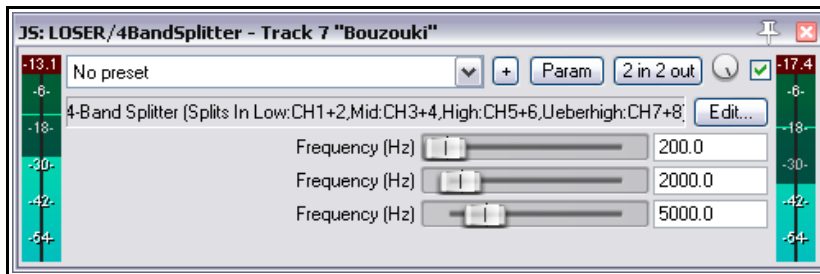 JS: LOSER/4BandSplitter - Track 7 "Bouzouki"
-13.1 No preset + Param 2 in 2 out -17.4
-6- -6-
4-Band Splitter (Splits In Low:CH1+2,Mid:CH3+4,High:CH5+6,Ueberhigh:CH7+8) Edit...
-18- -18-
Frequency (Hz) 200.0
-30- -30-
Frequency (Hz) 2000.0
-42- -42-
Frequency (Hz) 5000.0
-54- -54-